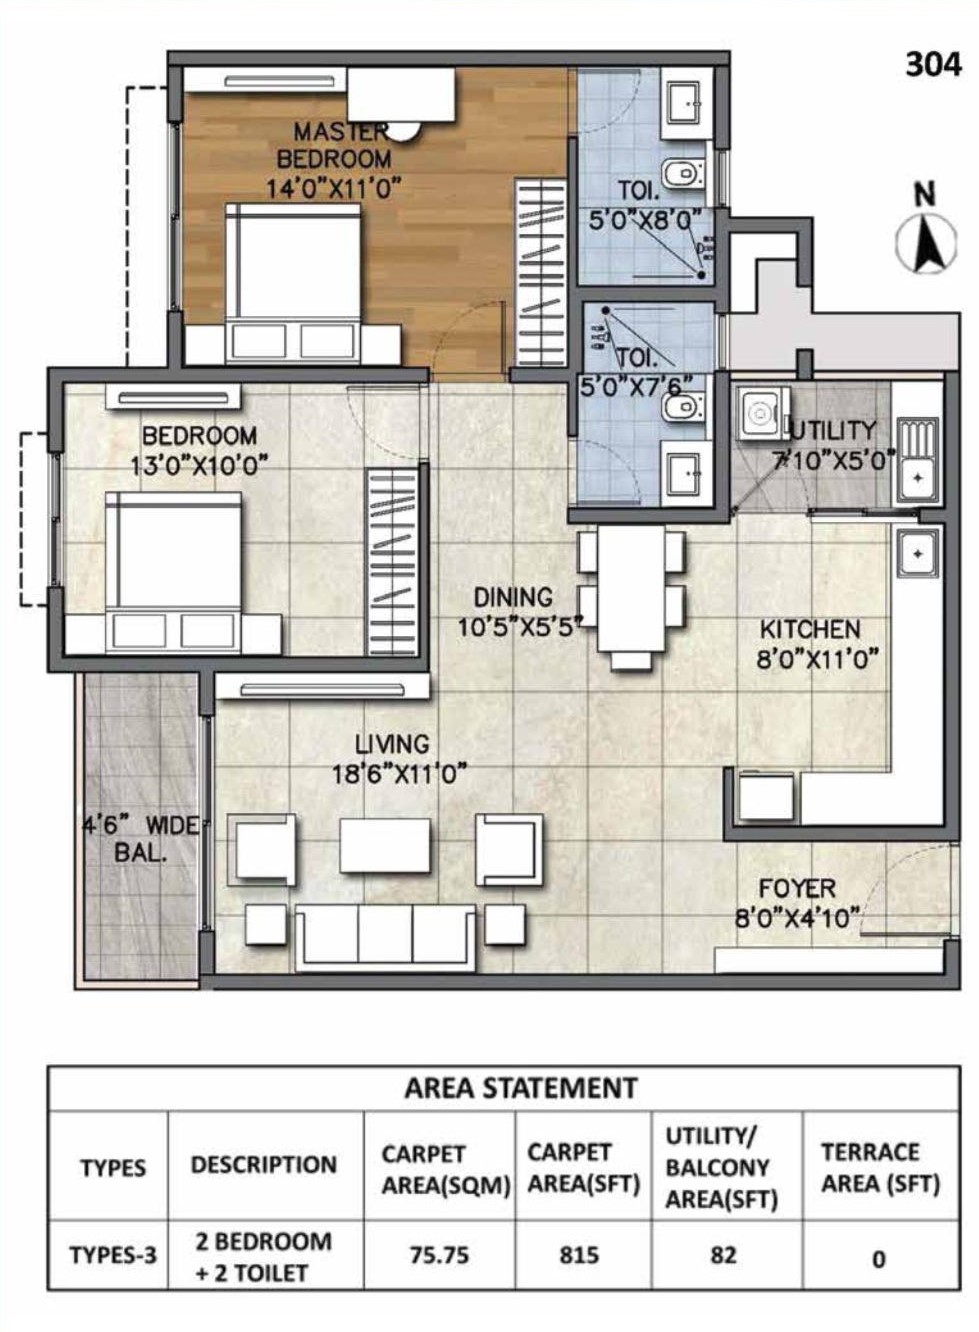 304
N
MASTER
BEDROOM
14'0"X11'0"
TOI.
5'0"X8'0"
TOI.
5'0"X7'6"
BEDROOM
13'0"X10'0"
UTILITY
7'10"X5'0"
DINING
10'5"X5'5"
KITCHEN
8'0"X11'0"
LIVING
18'6"X11'0"
4'6" WIDE
BAL.
FOYER
8'0"X4'10"
AREA STATEMENT
TYPES
DESCRIPTION
CARPET
AREA(SQM)
CARPET
AREA(SFT)
UTILITY/
BALCONY
AREA(SFT)
TERRACE
AREA (SFT)
TYPES-3
2 BEDROOM
+ 2 TOILET
75.75
815
82
0